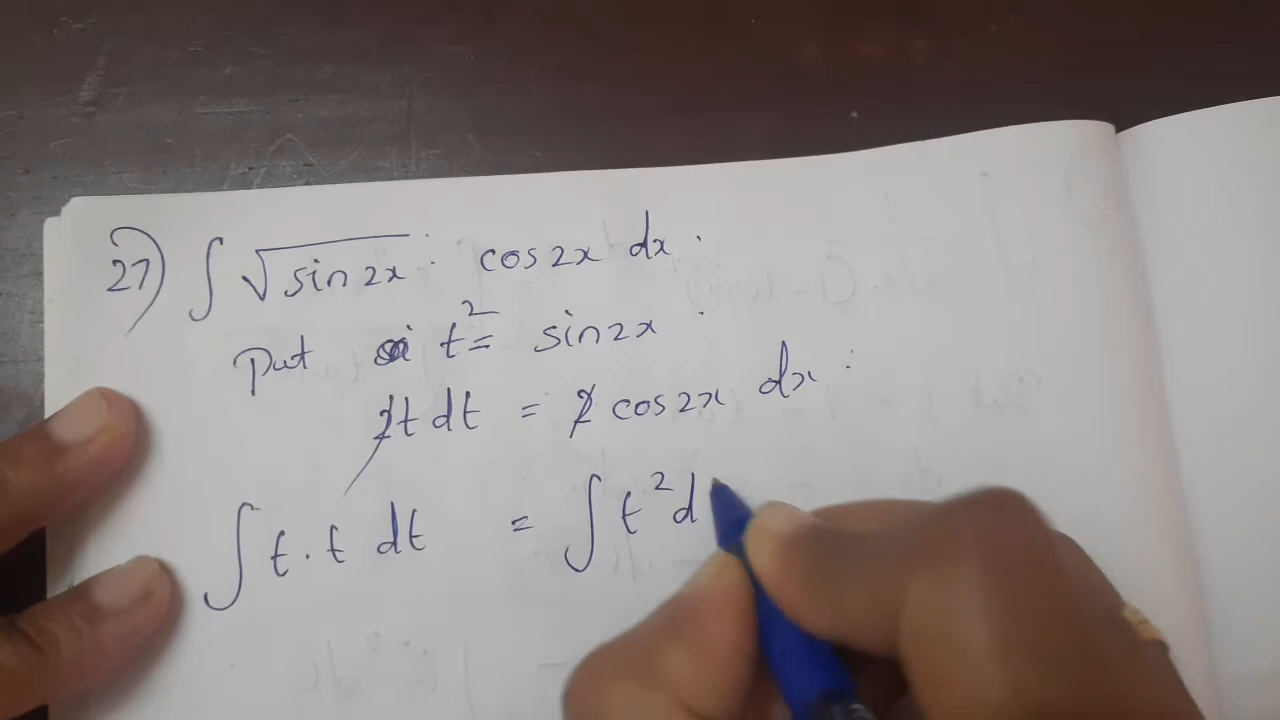 27) ∫ √sin 2x . cos 2x dx .
Put t² = sin 2x .
2t dt = 2 cos 2x dx .
∫ t . t dt = ∫ t² d